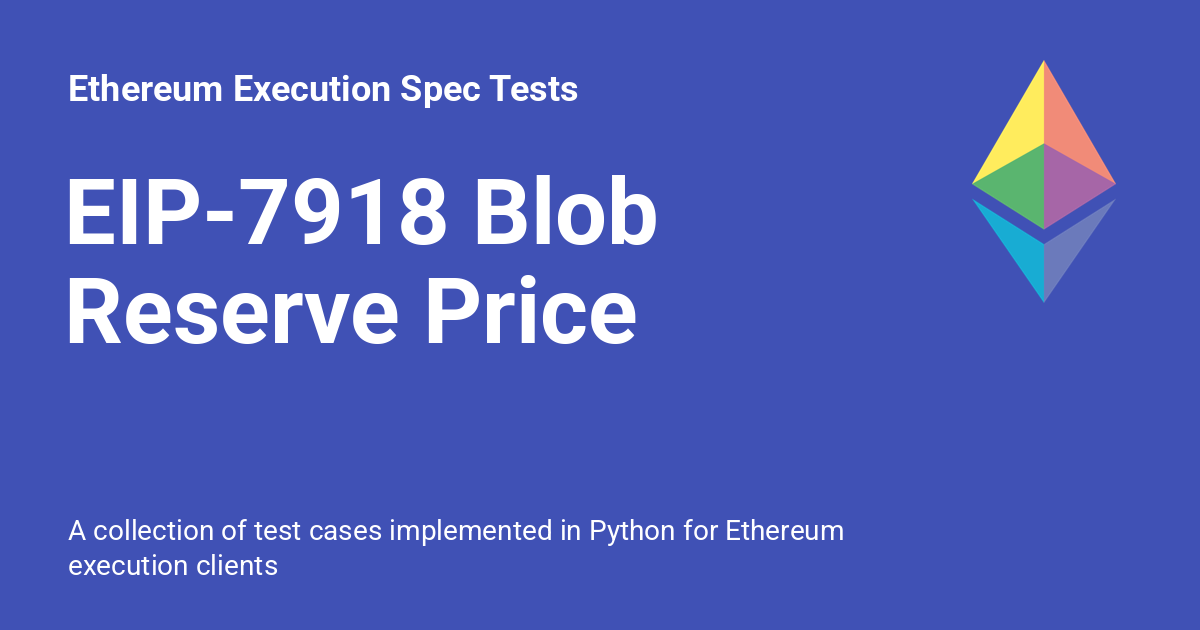 Ethereum Execution Spec Tests
EIP-7918 Blob
Reserve Price
A collection of test cases implemented in Python for Ethereum
execution clients